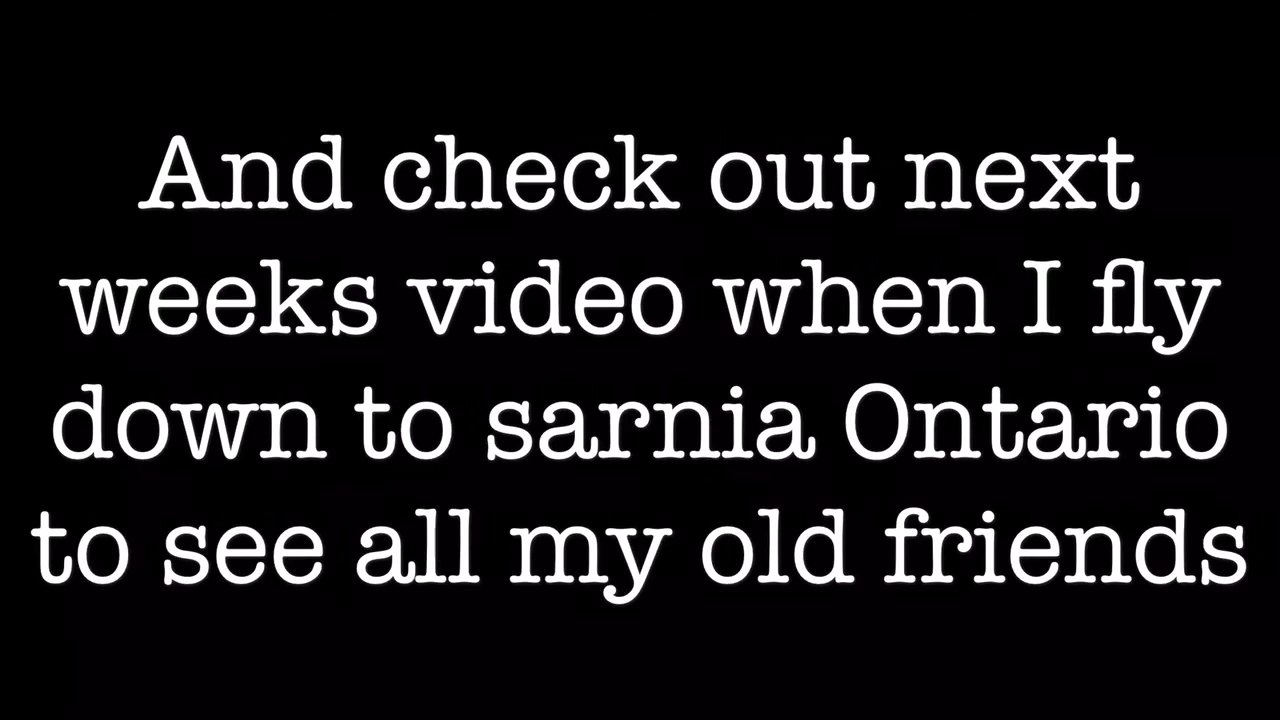 And check out next
weeks video when I fly
down to sarnia Ontario
to see all my old friends